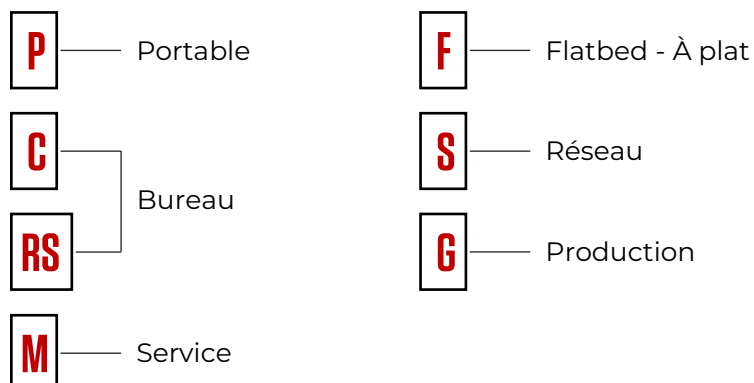 P Portable
C
Bureau
RS
M Service
F Flatbed - À plat
S Réseau
G Production